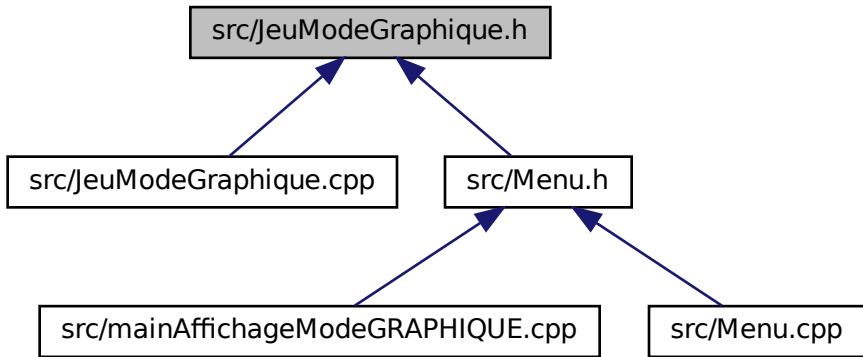 src/JeuModeGraphique.h
src/JeuModeGraphique.cpp
src/Menu.h
src/mainAffichageModeGRAPHIQUE.cpp
src/Menu.cpp